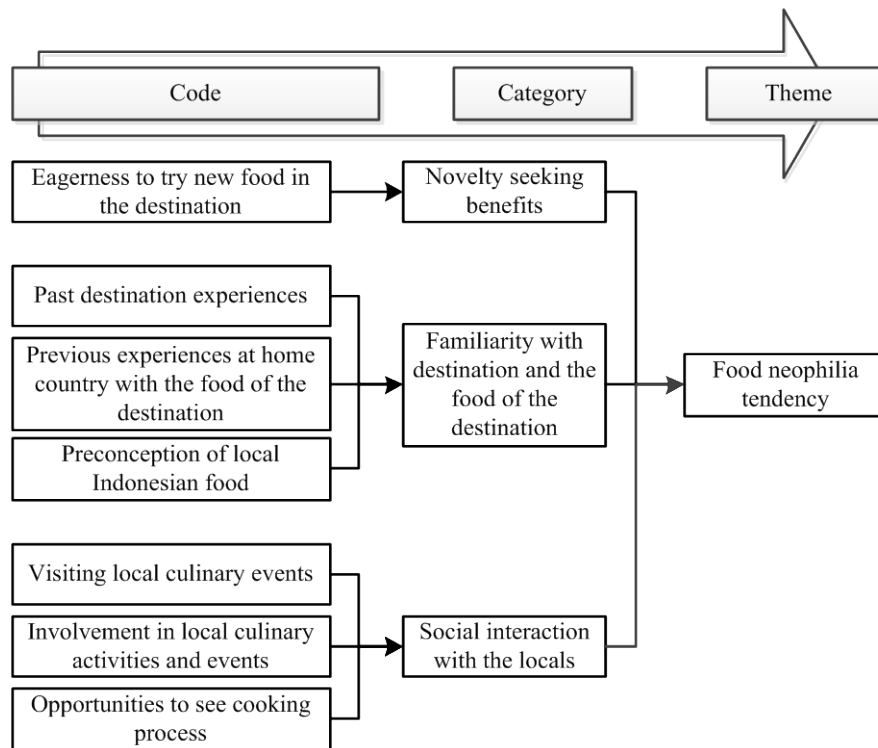 Code
Category
Theme
Eagerness to try new food in
the destination
Novelty seeking
benefits
Past destination experiences
Previous experiences at home
country with the food of the
destination
Preconception of local
Indonesian food
Familiarity with
destination and the
food of the
destination
Food neophilia
tendency
Visiting local culinary events
Involvement in local culinary
activities and events
Opportunities to see cooking
process
Social interaction
with the locals